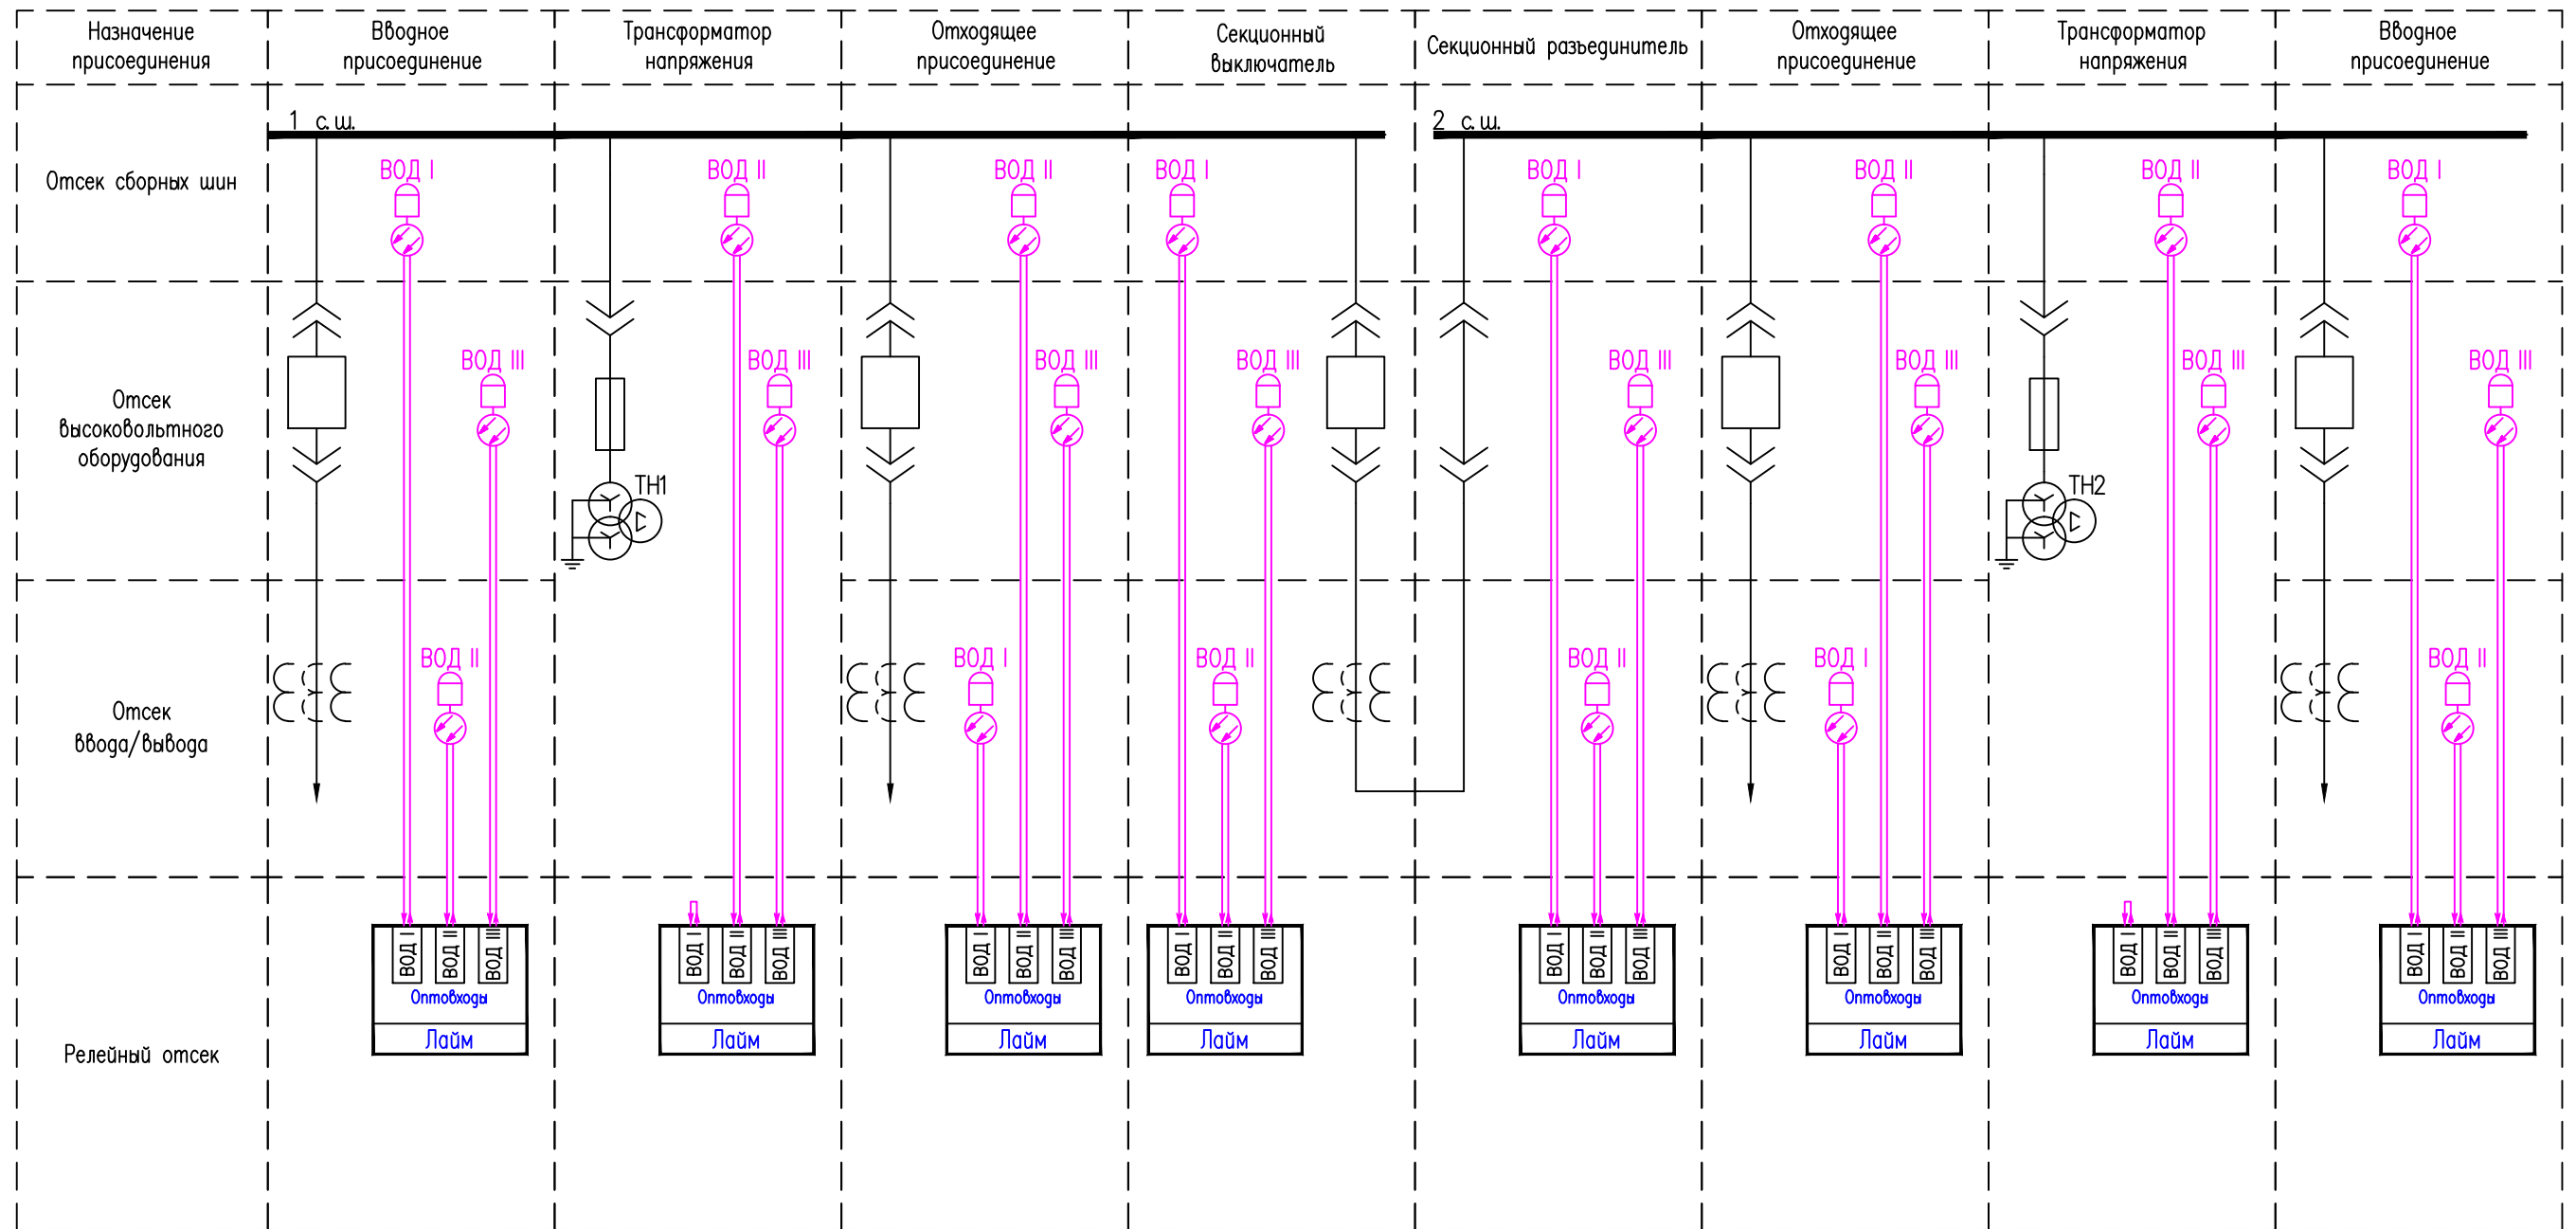 Назначение
присоединения
Вводное
присоединение
Трансформатор
напряжения
Отходящее
присоединение
Секционный
выключатель
Секционный разъединитель
Отходящее
присоединение
Трансформатор
напряжения
Вводное
присоединение
1 с.ш.
2 с.ш.
Отсек сборных шин
ВОД I
ВОД II
ВОД II
ВОД I
ВОД I
ВОД II
ВОД II
ВОД I
Отсек
высоковольтного
оборудования
ВОД III
ВОД III
ВОД III
ВОД III
ВОД III
ВОД III
ВОД III
ВОД III
ТН1
ТН2
Отсек
ввода/вывода
ВОД II
ВОД I
ВОД II
ВОД II
ВОД I
ВОД II
Релейный отсек
ВОД I
ВОД II
ВОД III
Оптовходы
Лайм
ВОД I
ВОД II
ВОД III
Оптовходы
Лайм
ВОД I
ВОД II
ВОД III
Оптовходы
Лайм
ВОД I
ВОД II
ВОД III
Оптовходы
Лайм
ВОД I
ВОД II
ВОД III
Оптовходы
Лайм
ВОД I
ВОД II
ВОД III
Оптовходы
Лайм
ВОД I
ВОД II
ВОД III
Оптовходы
Лайм
ВОД I
ВОД II
ВОД III
Оптовходы
Лайм